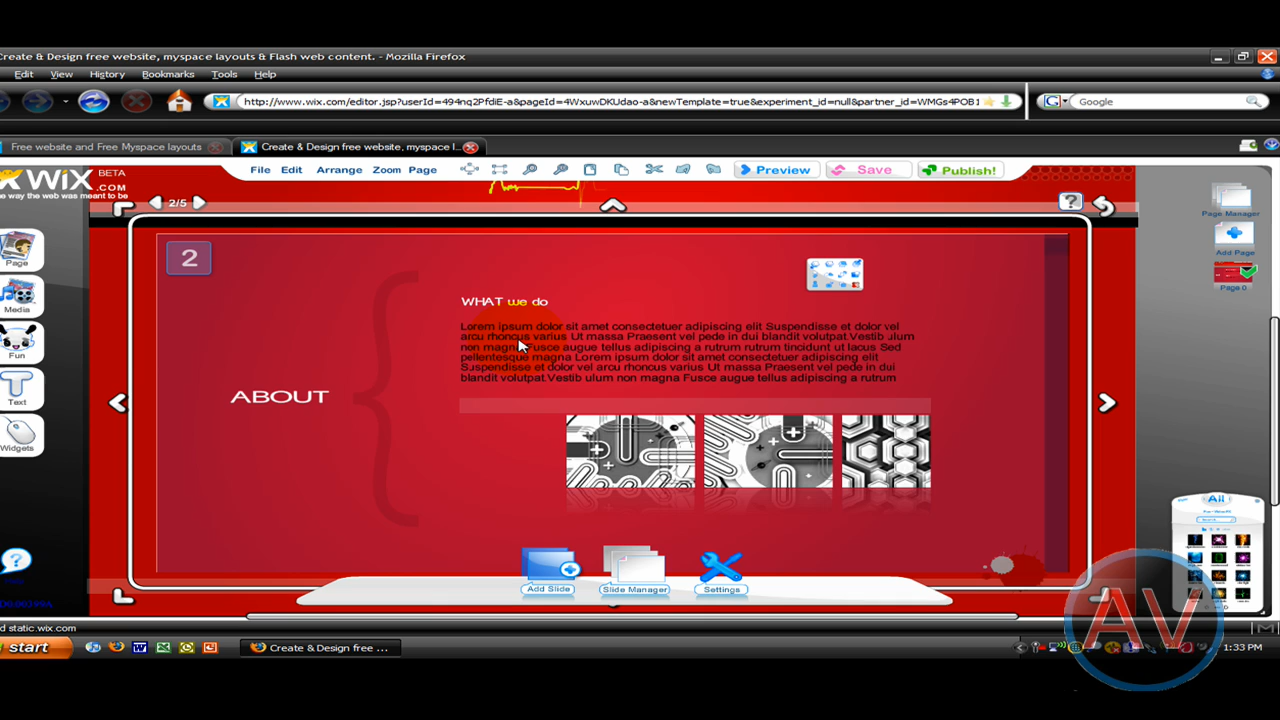 Create & Design free website, myspace layouts & Flash web content. - Mozilla Firefox
Edit View History Bookmarks Tools Help
http://www.wix.com/editor.jsp?userId=494nq2PfdiE-a&pageId=4WxuwDKUdao-a&newTemplate=true&experiment_id=null&partner_id=WMGs4POB1
Google
Free website and Free Myspace layouts
Create & Design free website, myspace l...
WIX BETA
.COM
e way the web was meant to be
File Edit Arrange Zoom Page
Preview
Save
Publish!
2/5
?
Page Manager
Add Page
Page 0
Page
Media
Fun
Text
Widgets
?
2
WHAT we do
Lorem ipsum dolor sit amet consectetuer adipiscing elit Suspendisse et dolor vel
arcu rhoncus varius Ut massa Praesent vel pede in dui blandit volutpat.Vestib ulum
non magna Fusce augue tellus adipiscing a rutrum rutrum tincidunt ut lacus Sed
pellentesque magna Lorem ipsum dolor sit amet consectetuer adipiscing elit
Suspendisse et dolor vel arcu rhoncus varius Ut massa Praesent vel pede in dui
blandit volutpat.Vestib ulum non magna Fusce augue tellus adipiscing a rutrum
ABOUT
Add Slide
Slide Manager
Settings
All
AV
d static.wix.com
start
Create & Design free ...
1:33 PM